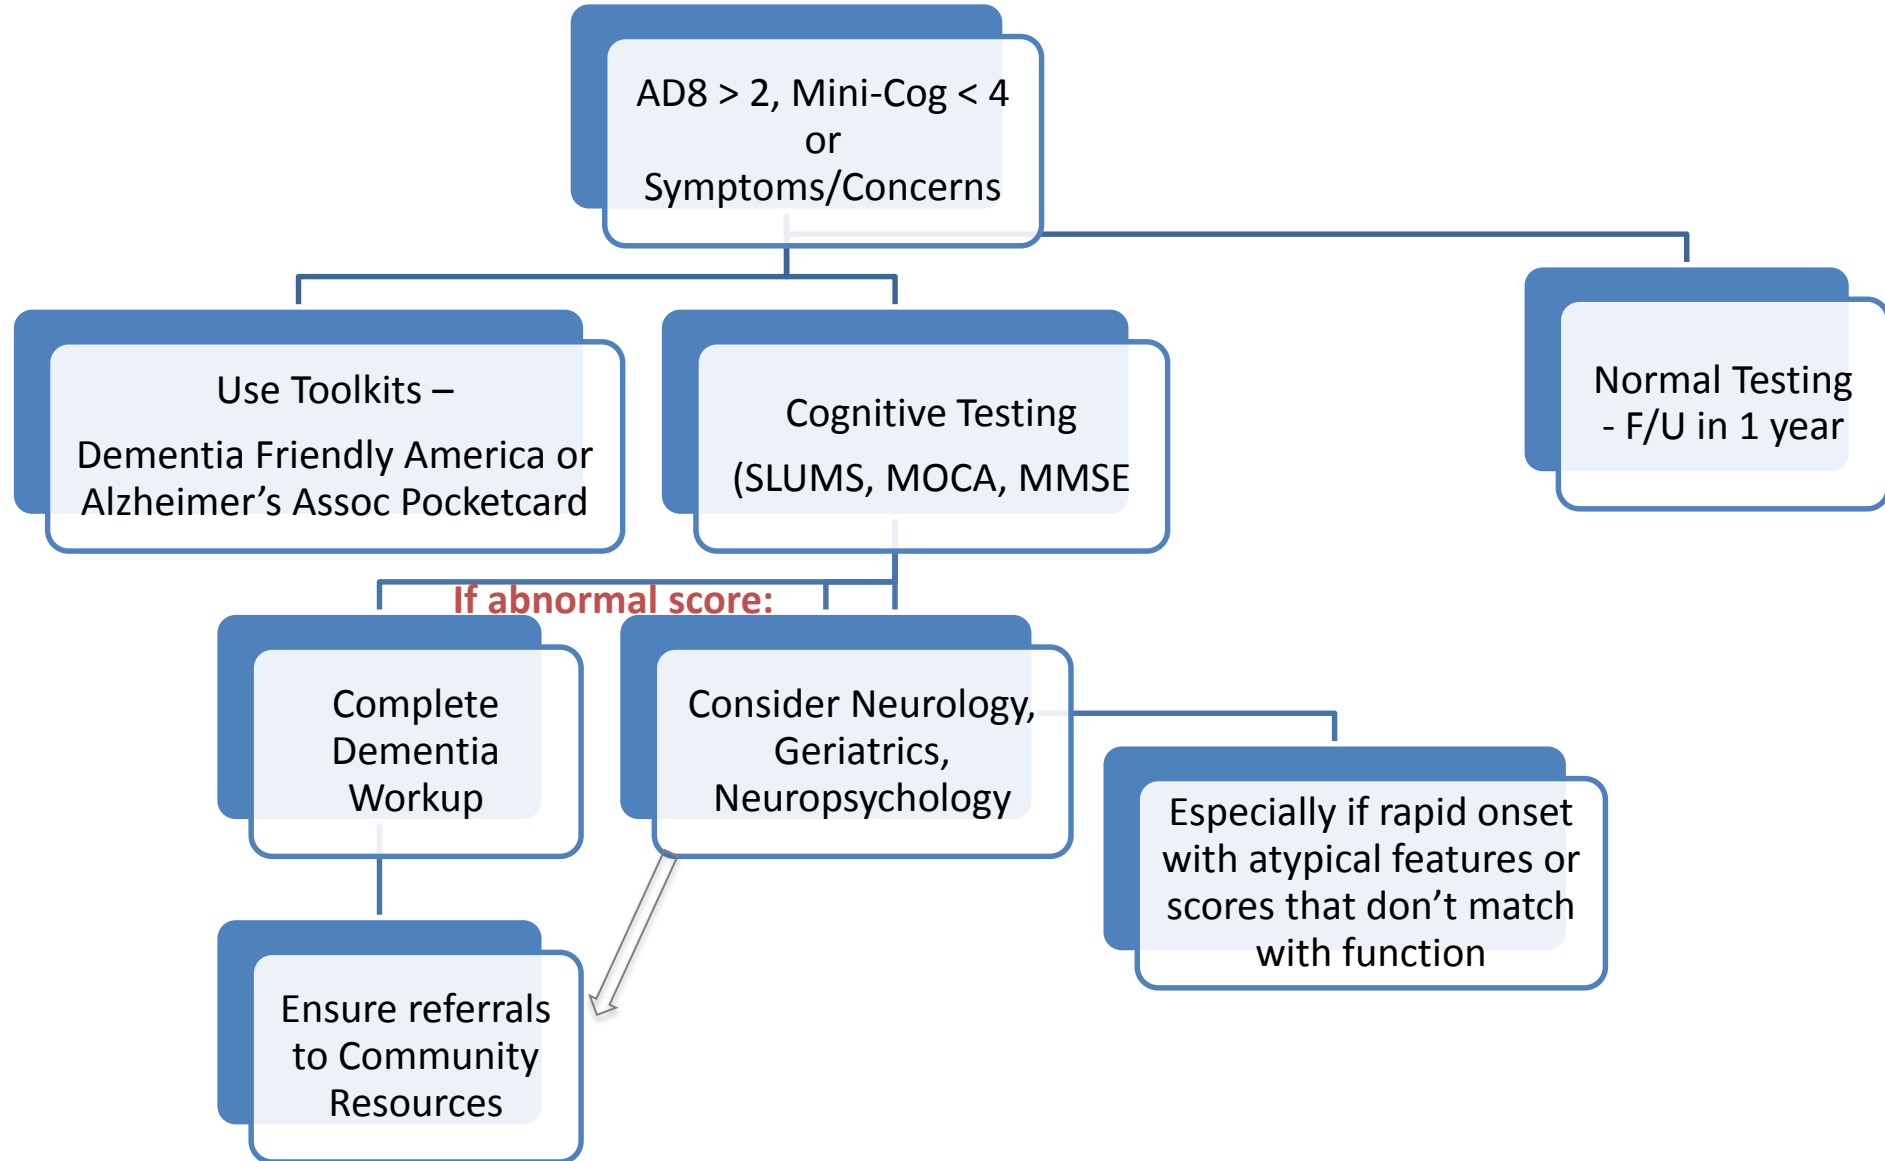 AD8 > 2, Mini-Cog < 4
or
Symptoms/Concerns
Use Toolkits –
Dementia Friendly America or
Alzheimer’s Assoc Pocketcard
Cognitive Testing
(SLUMS, MOCA, MMSE
Normal Testing
- F/U in 1 year
If abnormal score:
Complete
Dementia
Workup
Consider Neurology,
Geriatrics,
Neuropsychology
Especially if rapid onset
with atypical features or
scores that don’t match
with function
Ensure referrals
to Community
Resources